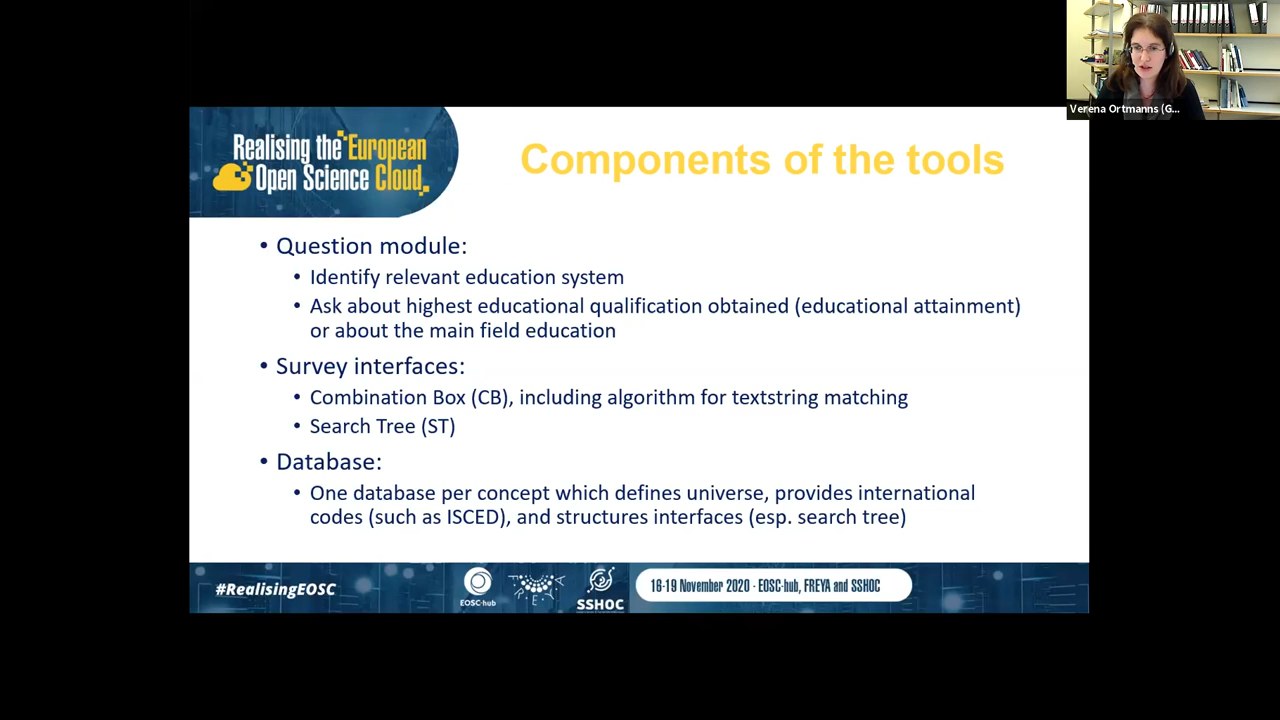 Verena Ortmanns (G...
Realising the European
Open Science Cloud
Components of the tools
• Question module:
• Identify relevant education system
• Ask about highest educational qualification obtained (educational attainment)
or about the main field education
• Survey interfaces:
• Combination Box (CB), including algorithm for textstring matching
• Search Tree (ST)
• Database:
• One database per concept which defines universe, provides international
codes (such as ISCED), and structures interfaces (esp. search tree)
#RealisingEOSC
EOSC-hub
FREYA
SSHOC
16-19 November 2020 - EOSC-hub, FREYA and SSHOC